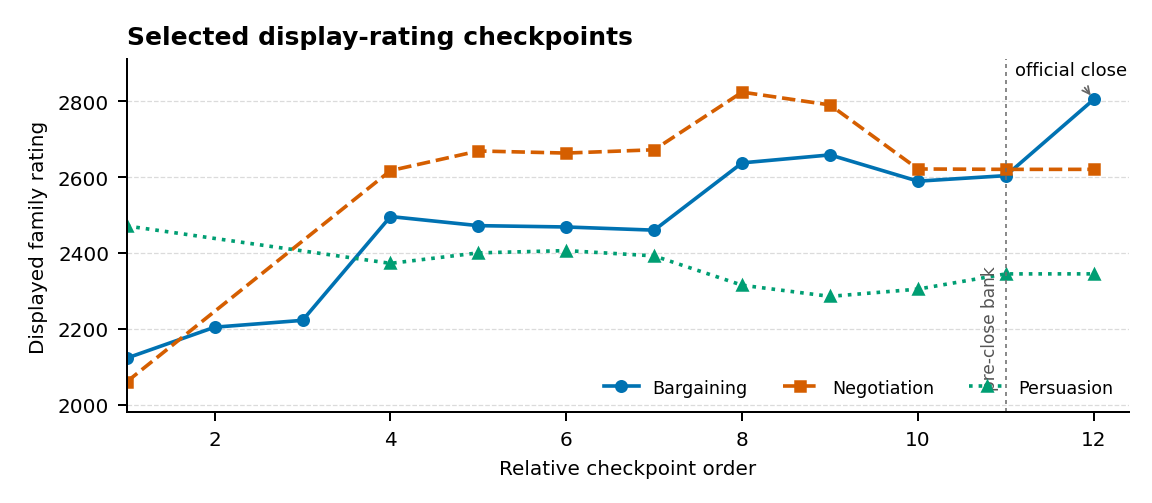 Selected display-rating checkpoints
official close
2800
2600
2400
2200
2000
Displayed family rating
pre-close bank
Bargaining
Negotiation
Persuasion
2
4
6
8
10
12
Relative checkpoint order